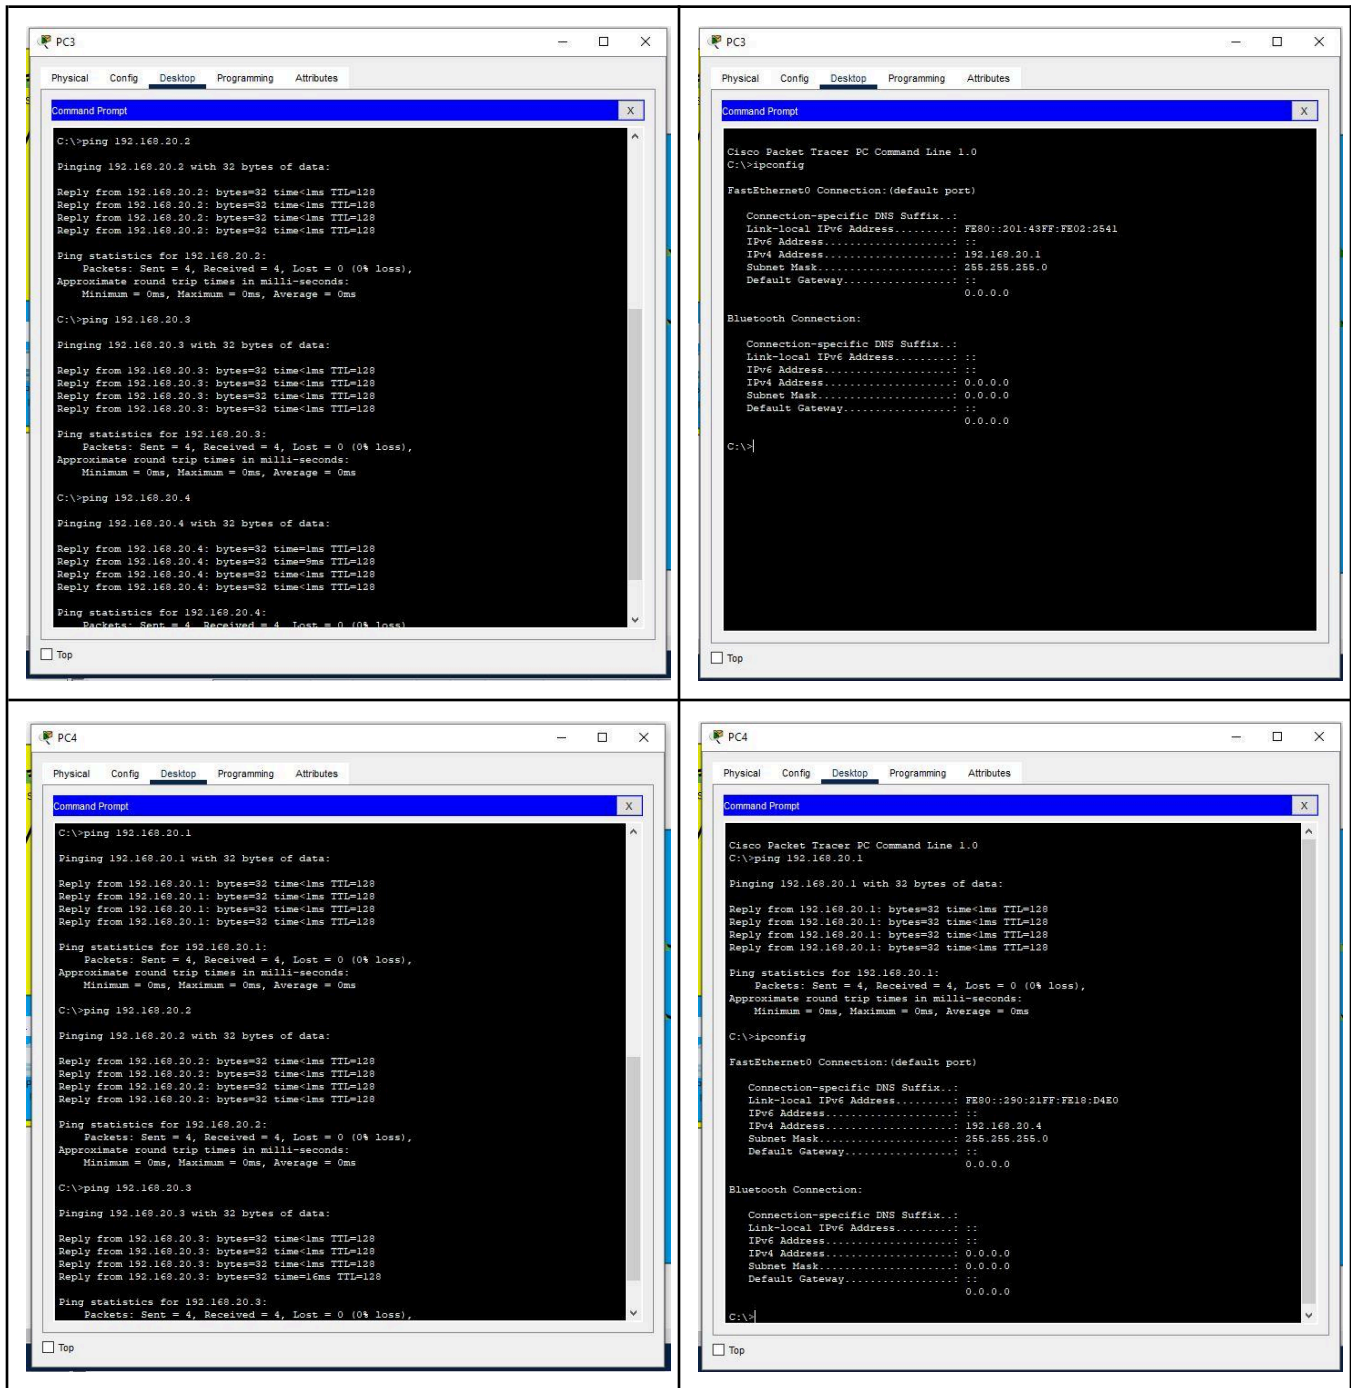 PC3
Physical Config Desktop Programming Attributes
Command Prompt
X
C:\>ping 192.168.20.2
Pinging 192.168.20.2 with 32 bytes of data:
Reply from 192.168.20.2: bytes=32 time<1ms TTL=128
Reply from 192.168.20.2: bytes=32 time<1ms TTL=128
Reply from 192.168.20.2: bytes=32 time<1ms TTL=128
Reply from 192.168.20.2: bytes=32 time<1ms TTL=128
Ping statistics for 192.168.20.2:
Packets: Sent = 4, Received = 4, Lost = 0 (0% loss),
Approximate round trip times in milli-seconds:
Minimum = 0ms, Maximum = 0ms, Average = 0ms
C:\>ping 192.168.20.3
Pinging 192.168.20.3 with 32 bytes of data:
Reply from 192.168.20.3: bytes=32 time<1ms TTL=128
Reply from 192.168.20.3: bytes=32 time<1ms TTL=128
Reply from 192.168.20.3: bytes=32 time<1ms TTL=128
Reply from 192.168.20.3: bytes=32 time<1ms TTL=128
Ping statistics for 192.168.20.3:
Packets: Sent = 4, Received = 4, Lost = 0 (0% loss),
Approximate round trip times in milli-seconds:
Minimum = 0ms, Maximum = 0ms, Average = 0ms
C:\>ping 192.168.20.4
Pinging 192.168.20.4 with 32 bytes of data:
Reply from 192.168.20.4: bytes=32 time=1ms TTL=128
Reply from 192.168.20.4: bytes=32 time=9ms TTL=128
Reply from 192.168.20.4: bytes=32 time<1ms TTL=128
Reply from 192.168.20.4: bytes=32 time<1ms TTL=128
Ping statistics for 192.168.20.4:
Packets: Sent = 4, Received = 4, Lost = 0 (0% loss)
Top
PC3
Physical Config Desktop Programming Attributes
Command Prompt
X
Cisco Packet Tracer PC Command Line 1.0
C:\>ipconfig
FastEthernet0 Connection:(default port)
Connection-specific DNS Suffix..:
Link-local IPv6 Address.........: FE80::201:43FF:FE02:2541
IPv6 Address....................: ::
IPv4 Address....................: 192.168.20.1
Subnet Mask.....................: 255.255.255.0
Default Gateway.................: ::
0.0.0.0
Bluetooth Connection:
Connection-specific DNS Suffix..:
Link-local IPv6 Address.........: ::
IPv6 Address....................: ::
IPv4 Address....................: 0.0.0.0
Subnet Mask.....................: 0.0.0.0
Default Gateway.................: ::
0.0.0.0
C:\>
Top
PC4
Physical Config Desktop Programming Attributes
Command Prompt
X
C:\>ping 192.168.20.1
Pinging 192.168.20.1 with 32 bytes of data:
Reply from 192.168.20.1: bytes=32 time<1ms TTL=128
Reply from 192.168.20.1: bytes=32 time<1ms TTL=128
Reply from 192.168.20.1: bytes=32 time<1ms TTL=128
Reply from 192.168.20.1: bytes=32 time<1ms TTL=128
Ping statistics for 192.168.20.1:
Packets: Sent = 4, Received = 4, Lost = 0 (0% loss),
Approximate round trip times in milli-seconds:
Minimum = 0ms, Maximum = 0ms, Average = 0ms
C:\>ping 192.168.20.2
Pinging 192.168.20.2 with 32 bytes of data:
Reply from 192.168.20.2: bytes=32 time<1ms TTL=128
Reply from 192.168.20.2: bytes=32 time<1ms TTL=128
Reply from 192.168.20.2: bytes=32 time<1ms TTL=128
Reply from 192.168.20.2: bytes=32 time<1ms TTL=128
Ping statistics for 192.168.20.2:
Packets: Sent = 4, Received = 4, Lost = 0 (0% loss),
Approximate round trip times in milli-seconds:
Minimum = 0ms, Maximum = 0ms, Average = 0ms
C:\>ping 192.168.20.3
Pinging 192.168.20.3 with 32 bytes of data:
Reply from 192.168.20.3: bytes=32 time<1ms TTL=128
Reply from 192.168.20.3: bytes=32 time<1ms TTL=128
Reply from 192.168.20.3: bytes=32 time<1ms TTL=128
Reply from 192.168.20.3: bytes=32 time=16ms TTL=128
Ping statistics for 192.168.20.3:
Packets: Sent = 4, Received = 4, Lost = 0 (0% loss),
Top
PC4
Physical Config Desktop Programming Attributes
Command Prompt
X
Cisco Packet Tracer PC Command Line 1.0
C:\>ping 192.168.20.1
Pinging 192.168.20.1 with 32 bytes of data:
Reply from 192.168.20.1: bytes=32 time<1ms TTL=128
Reply from 192.168.20.1: bytes=32 time<1ms TTL=128
Reply from 192.168.20.1: bytes=32 time<1ms TTL=128
Reply from 192.168.20.1: bytes=32 time<1ms TTL=128
Ping statistics for 192.168.20.1:
Packets: Sent = 4, Received = 4, Lost = 0 (0% loss),
Approximate round trip times in milli-seconds:
Minimum = 0ms, Maximum = 0ms, Average = 0ms
C:\>ipconfig
FastEthernet0 Connection:(default port)
Connection-specific DNS Suffix..:
Link-local IPv6 Address.........: FE80::290:21FF:FE18:D4E0
IPv6 Address....................: ::
IPv4 Address....................: 192.168.20.4
Subnet Mask.....................: 255.255.255.0
Default Gateway.................: ::
0.0.0.0
Bluetooth Connection:
Connection-specific DNS Suffix..:
Link-local IPv6 Address.........: ::
IPv6 Address....................: ::
IPv4 Address....................: 0.0.0.0
Subnet Mask.....................: 0.0.0.0
Default Gateway.................: ::
0.0.0.0
C:\>
Top